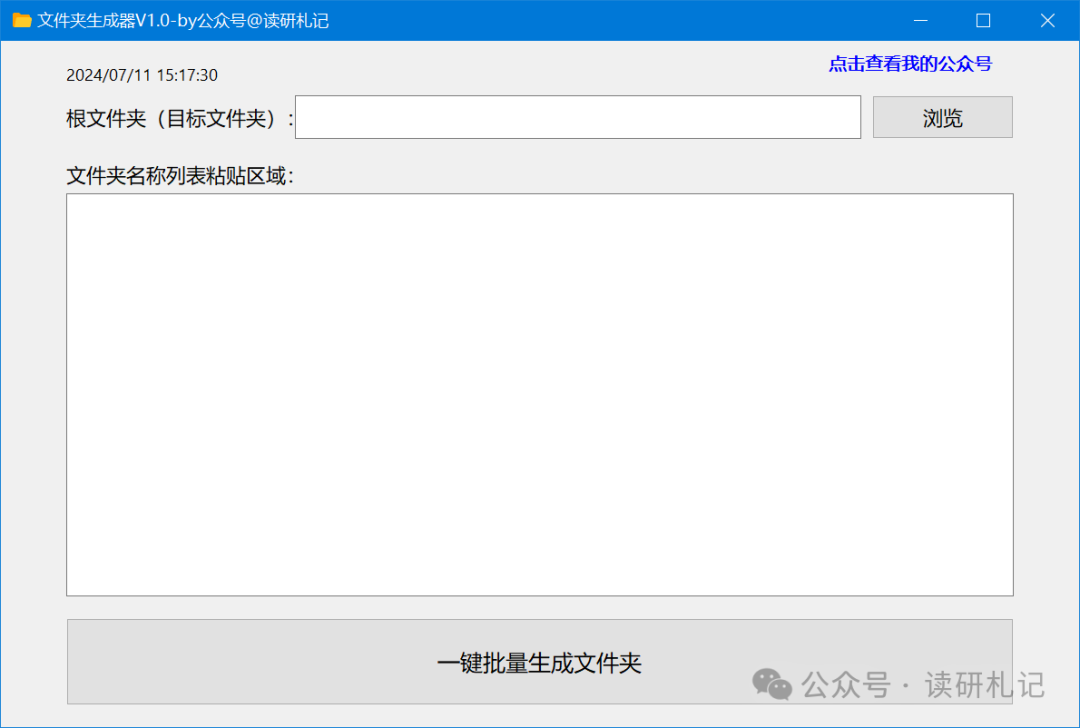 文件夹生成器V1.0-by公众号@读研札记
点击查看我的公众号
2024/07/11 15:17:30
根文件夹（目标文件夹）: 浏览
文件夹名称列表粘贴区域:
一键批量生成文件夹
公众号 · 读研札记